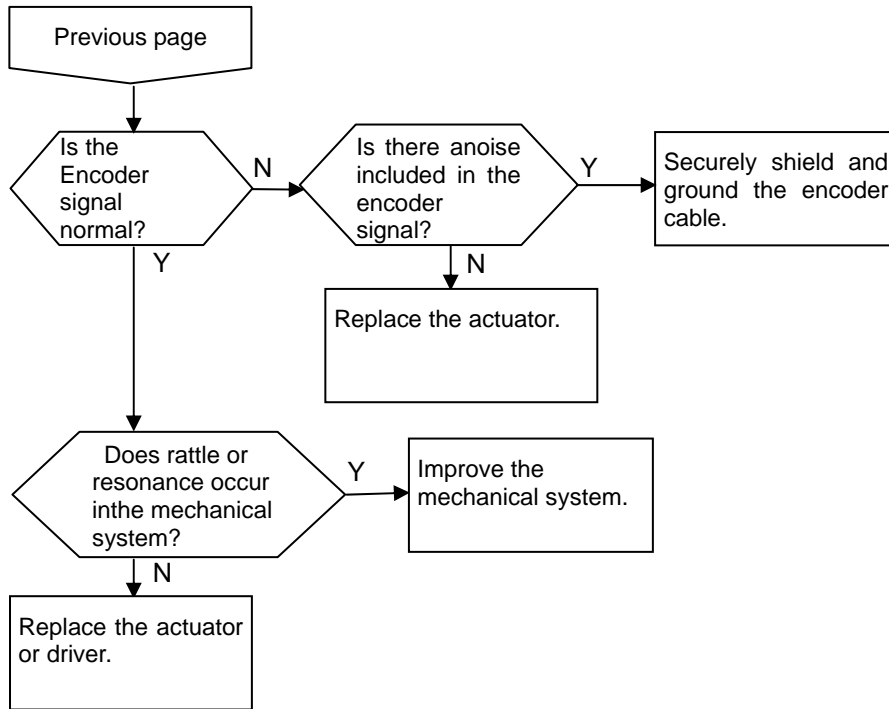 Previous page
Is the
Encoder
signal
normal?
N
Is there anoise
included in the
encoder
signal?
Y
Securely shield and
ground the encoder
cable.
Y
N
Replace the actuator.
Does rattle or
resonance occur
inthe mechanical
system?
Y
Improve the
mechanical system.
N
Replace the actuator
or driver.